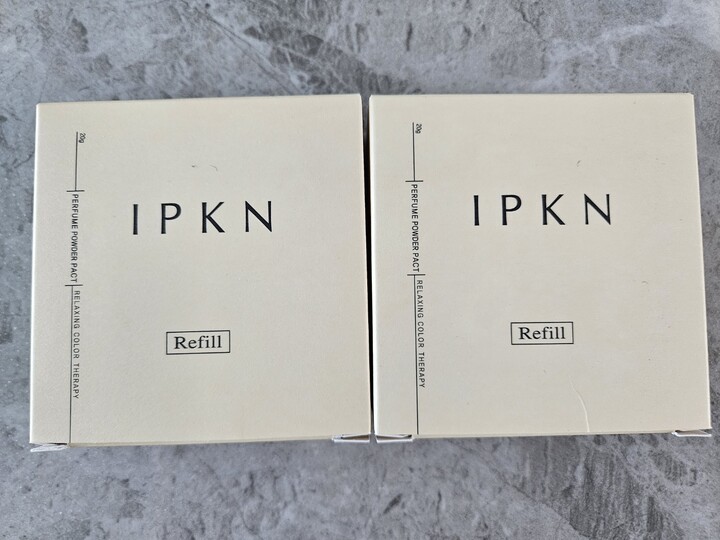 20g
PERFUME POWDER PACT
RELAXING COLOR THERAPY
IPKN
Refill
20g
PERFUME POWDER PACT
RELAXING COLOR THERAPY
IPKN
Refill